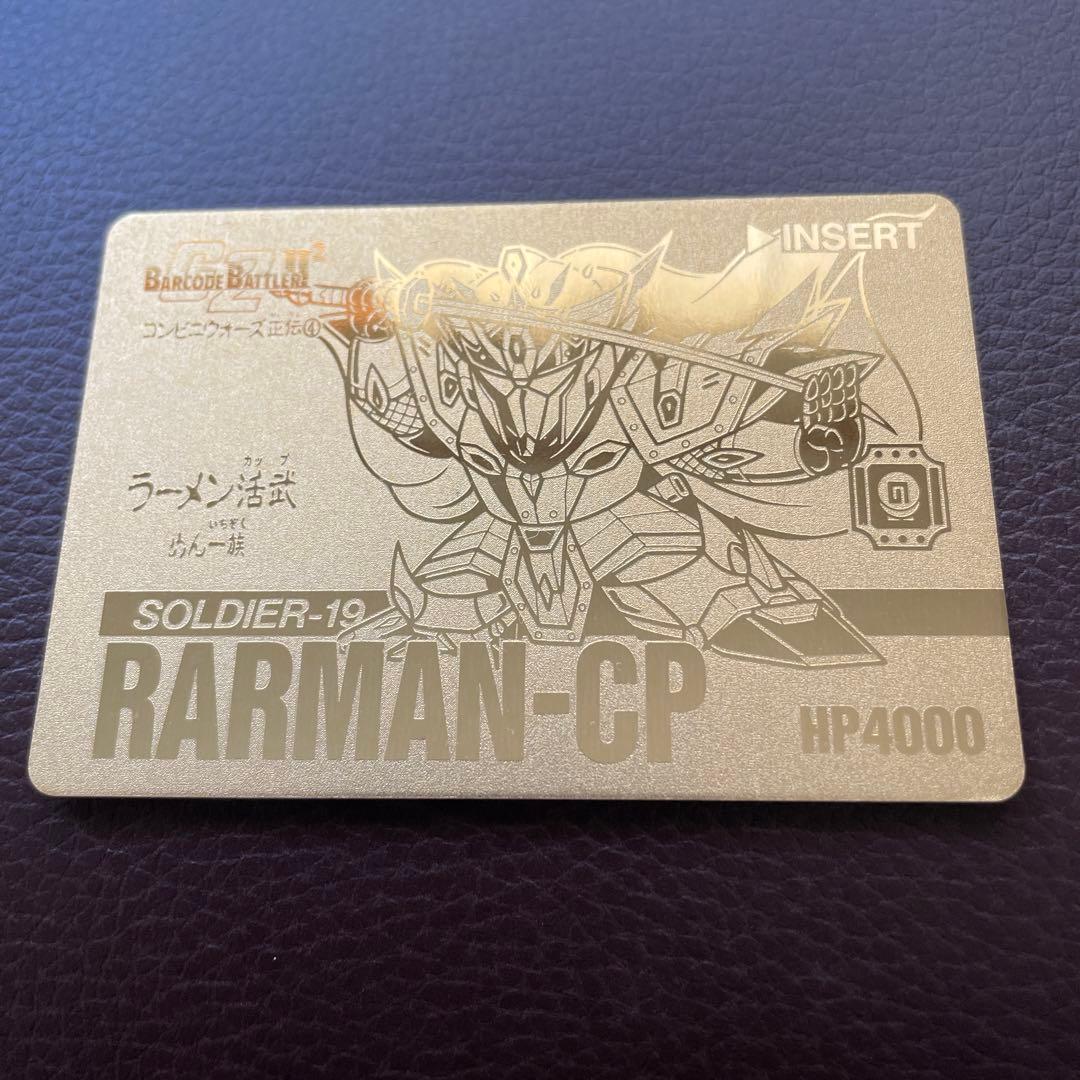 ▶INSERT
C2
BARCODE BATTLER II²
コンビニウォーズ正伝④
カップ
ラーメン活武
いちぞく
めん一族
SOLDIER-19
RARMAN-CP
HP4000